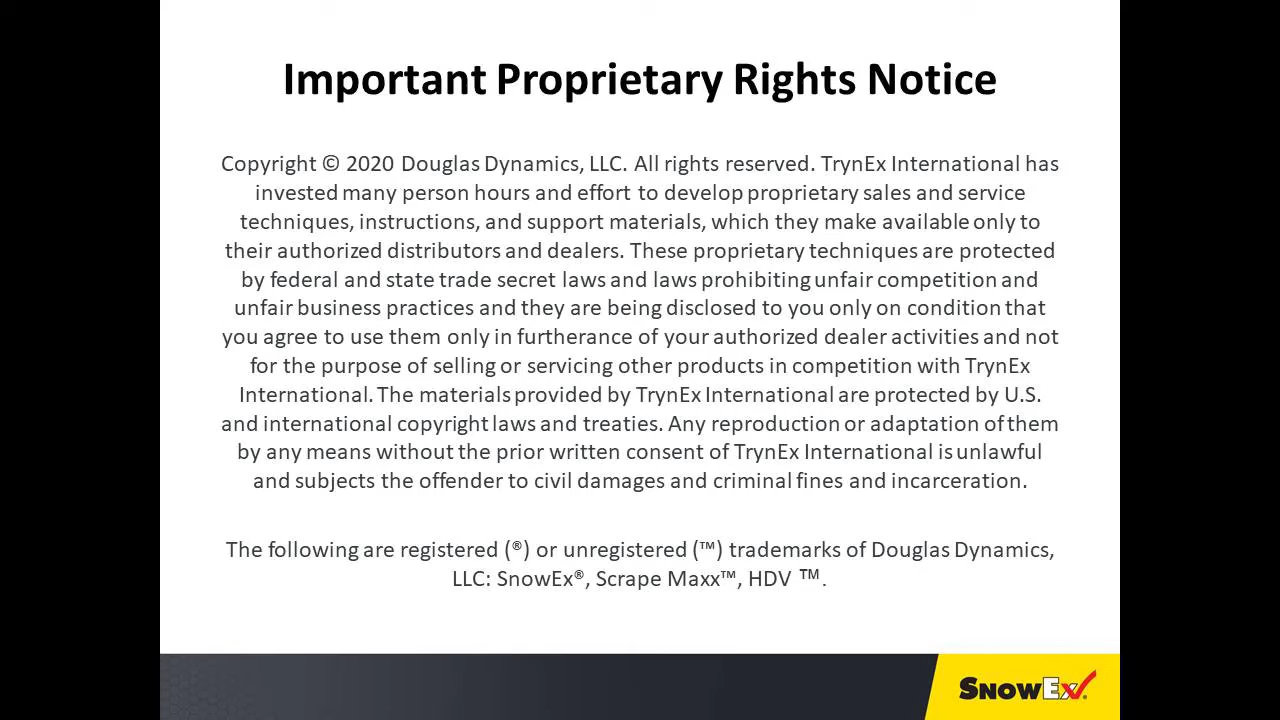 Important Proprietary Rights Notice
Copyright © 2020 Douglas Dynamics, LLC. All rights reserved. TrynEx International has
invested many person hours and effort to develop proprietary sales and service
techniques, instructions, and support materials, which they make available only to
their authorized distributors and dealers. These proprietary techniques are protected
by federal and state trade secret laws and laws prohibiting unfair competition and
unfair business practices and they are being disclosed to you only on condition that
you agree to use them only in furtherance of your authorized dealer activities and not
for the purpose of selling or servicing other products in competition with TrynEx
International. The materials provided by TrynEx International are protected by U.S.
and international copyright laws and treaties. Any reproduction or adaptation of them
by any means without the prior written consent of TrynEx International is unlawful
and subjects the offender to civil damages and criminal fines and incarceration.
The following are registered (®) or unregistered (™) trademarks of Douglas Dynamics,
LLC: SnowEx®, Scrape Maxx™, HDV ™.
SNOWEX®